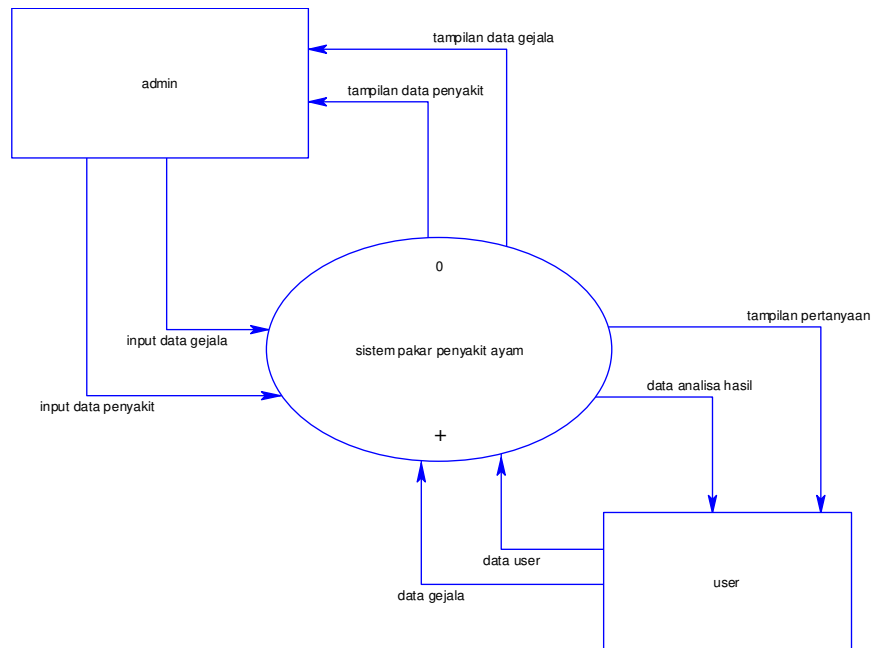 tampilan data gejala
admin
tampilan data penyakit
0
tampilan pertanyaan
input data gejala
sistem pakar penyakit ayam
data analisa hasil
input data penyakit
+
data user
user
data gejala